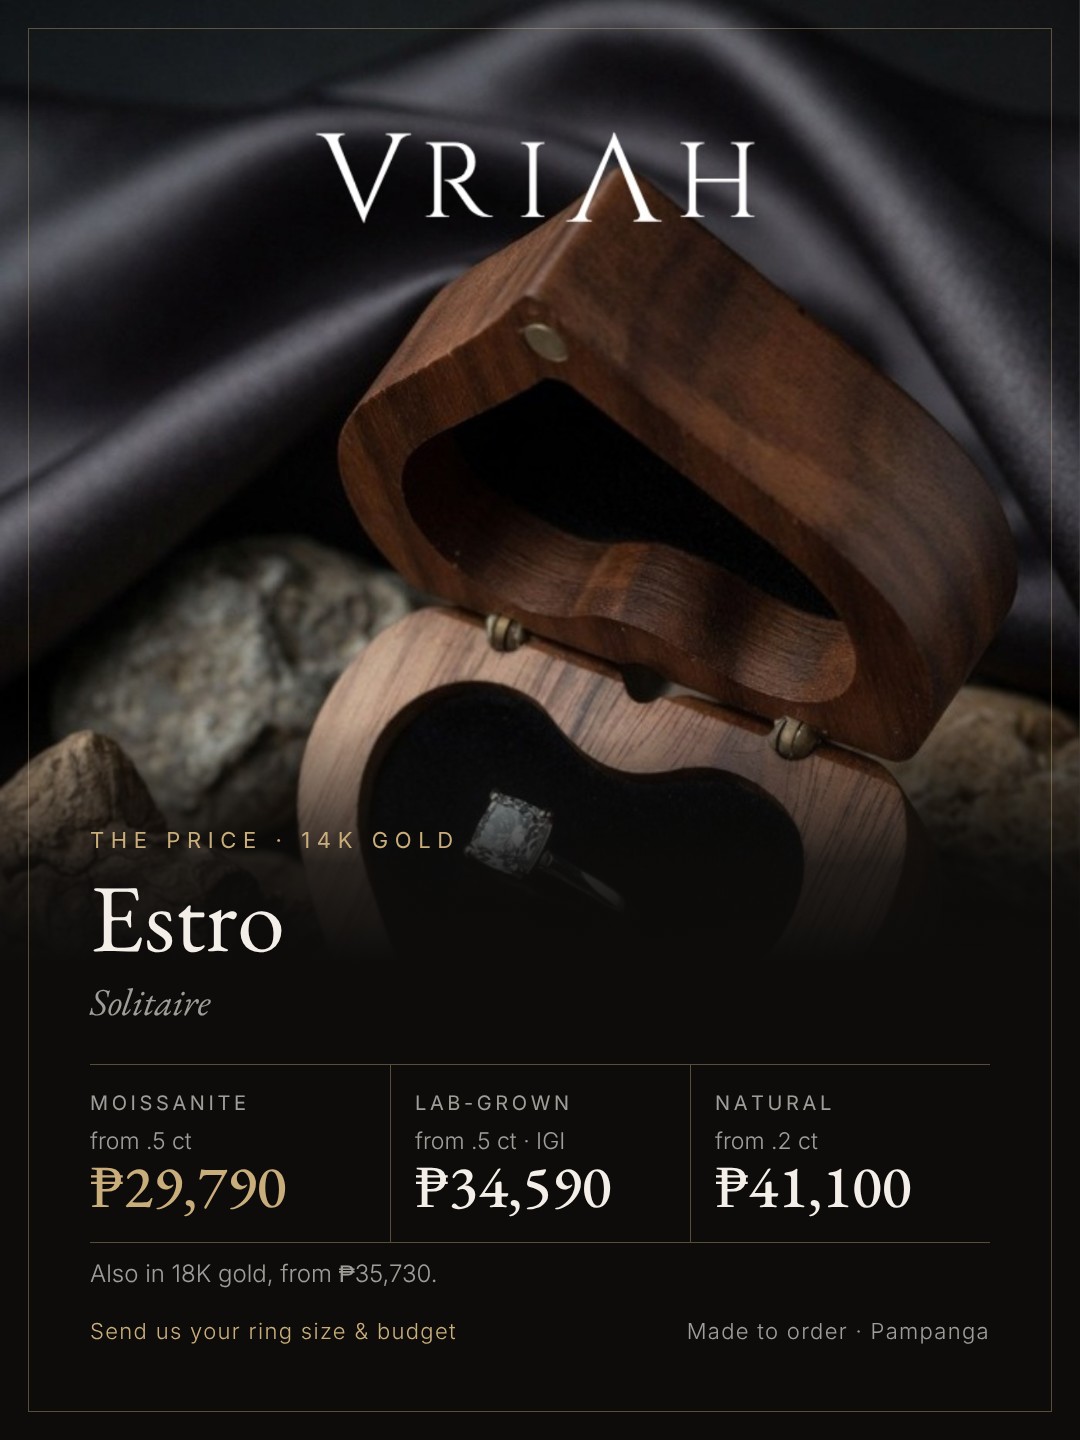 VRIAH
THE PRICE · 14K GOLD
Estro
Solitaire
MOISSANITE
from .5 ct
₱29,790
LAB-GROWN
from .5 ct · IGI
₱34,590
NATURAL
from .2 ct
₱41,100
Also in 18K gold, from ₱35,730.
Send us your ring size & budget
Made to order · Pampanga